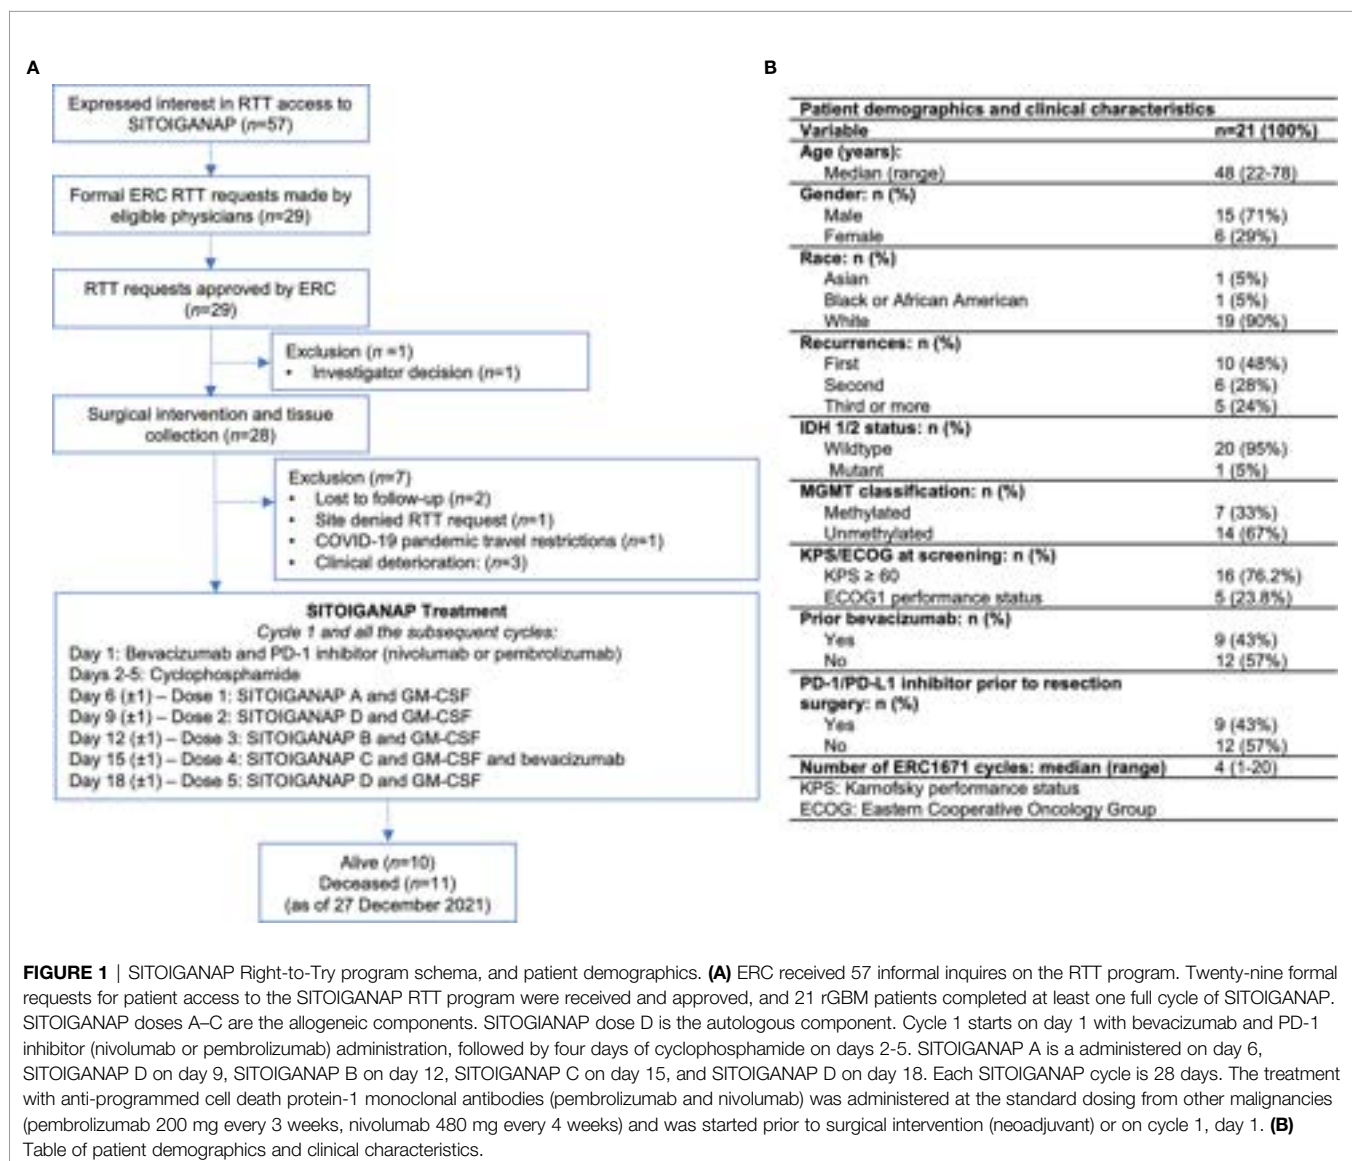 A
Expressed interest in RTT access to
SITOIGANAP (n=57)
Formal ERC RTT requests made by
eligible physicians (n=29)
RTT requests approved by ERC
(n=29)
Exclusion (n =1)
• Investigator decision (n=1)
Surgical intervention and tissue
collection (n=28)
Exclusion (n=7)
• Lost to follow-up (n=2)
• Site denied RTT request (n=1)
• COVID-19 pandemic travel restrictions (n=1)
• Clinical deterioration: (n=3)
SITOIGANAP Treatment
Cycle 1 and all the subsequent cycles:
Day 1: Bevacizumab and PD-1 inhibitor (nivolumab or pembrolizumab)
Days 2-5: Cyclophosphamide
Day 6 (±1) – Dose 1: SITOIGANAP A and GM-CSF
Day 9 (±1) – Dose 2: SITOIGANAP D and GM-CSF
Day 12 (±1) – Dose 3: SITOIGANAP B and GM-CSF
Day 15 (±1) – Dose 4: SITOIGANAP C and GM-CSF and bevacizumab
Day 18 (±1) – Dose 5: SITOIGANAP D and GM-CSF
Alive (n=10)
Deceased (n=11)
(as of 27 December 2021)
B
Patient demographics and clinical characteristics
Variable n=21 (100%)
Age (years):
Median (range) 48 (22-78)
Gender: n (%)
Male 15 (71%)
Female 6 (29%)
Race: n (%)
Asian 1 (5%)
Black or African American 1 (5%)
White 19 (90%)
Recurrences: n (%)
First 10 (48%)
Second 6 (28%)
Third or more 5 (24%)
IDH 1/2 status: n (%)
Wildtype 20 (95%)
Mutant 1 (5%)
MGMT classification: n (%)
Methylated 7 (33%)
Unmethylated 14 (67%)
KPS/ECOG at screening: n (%)
KPS ≥ 60 16 (76.2%)
ECOG1 performance status 5 (23.8%)
Prior bevacizumab: n (%)
Yes 9 (43%)
No 12 (57%)
PD-1/PD-L1 inhibitor prior to resection
surgery: n (%)
Yes 9 (43%)
No 12 (57%)
Number of ERC1671 cycles: median (range) 4 (1-20)
KPS: Karnofsky performance status
ECOG: Eastern Cooperative Oncology Group
FIGURE 1 | SITOIGANAP Right-to-Try program schema, and patient demographics. (A) ERC received 57 informal inquires on the RTT program. Twenty-nine formal
requests for patient access to the SITOIGANAP RTT program were received and approved, and 21 rGBM patients completed at least one full cycle of SITOIGANAP.
SITOIGANAP doses A–C are the allogeneic components. SITOGIANAP dose D is the autologous component. Cycle 1 starts on day 1 with bevacizumab and PD-1
inhibitor (nivolumab or pembrolizumab) administration, followed by four days of cyclophosphamide on days 2-5. SITOIGANAP A is a administered on day 6,
SITOIGANAP D on day 9, SITOIGANAP B on day 12, SITOIGANAP C on day 15, and SITOIGANAP D on day 18. Each SITOIGANAP cycle is 28 days. The treatment
with anti-programmed cell death protein-1 monoclonal antibodies (pembrolizumab and nivolumab) was administered at the standard dosing from other malignancies
(pembrolizumab 200 mg every 3 weeks, nivolumab 480 mg every 4 weeks) and was started prior to surgical intervention (neoadjuvant) or on cycle 1, day 1. (B)
Table of patient demographics and clinical characteristics.